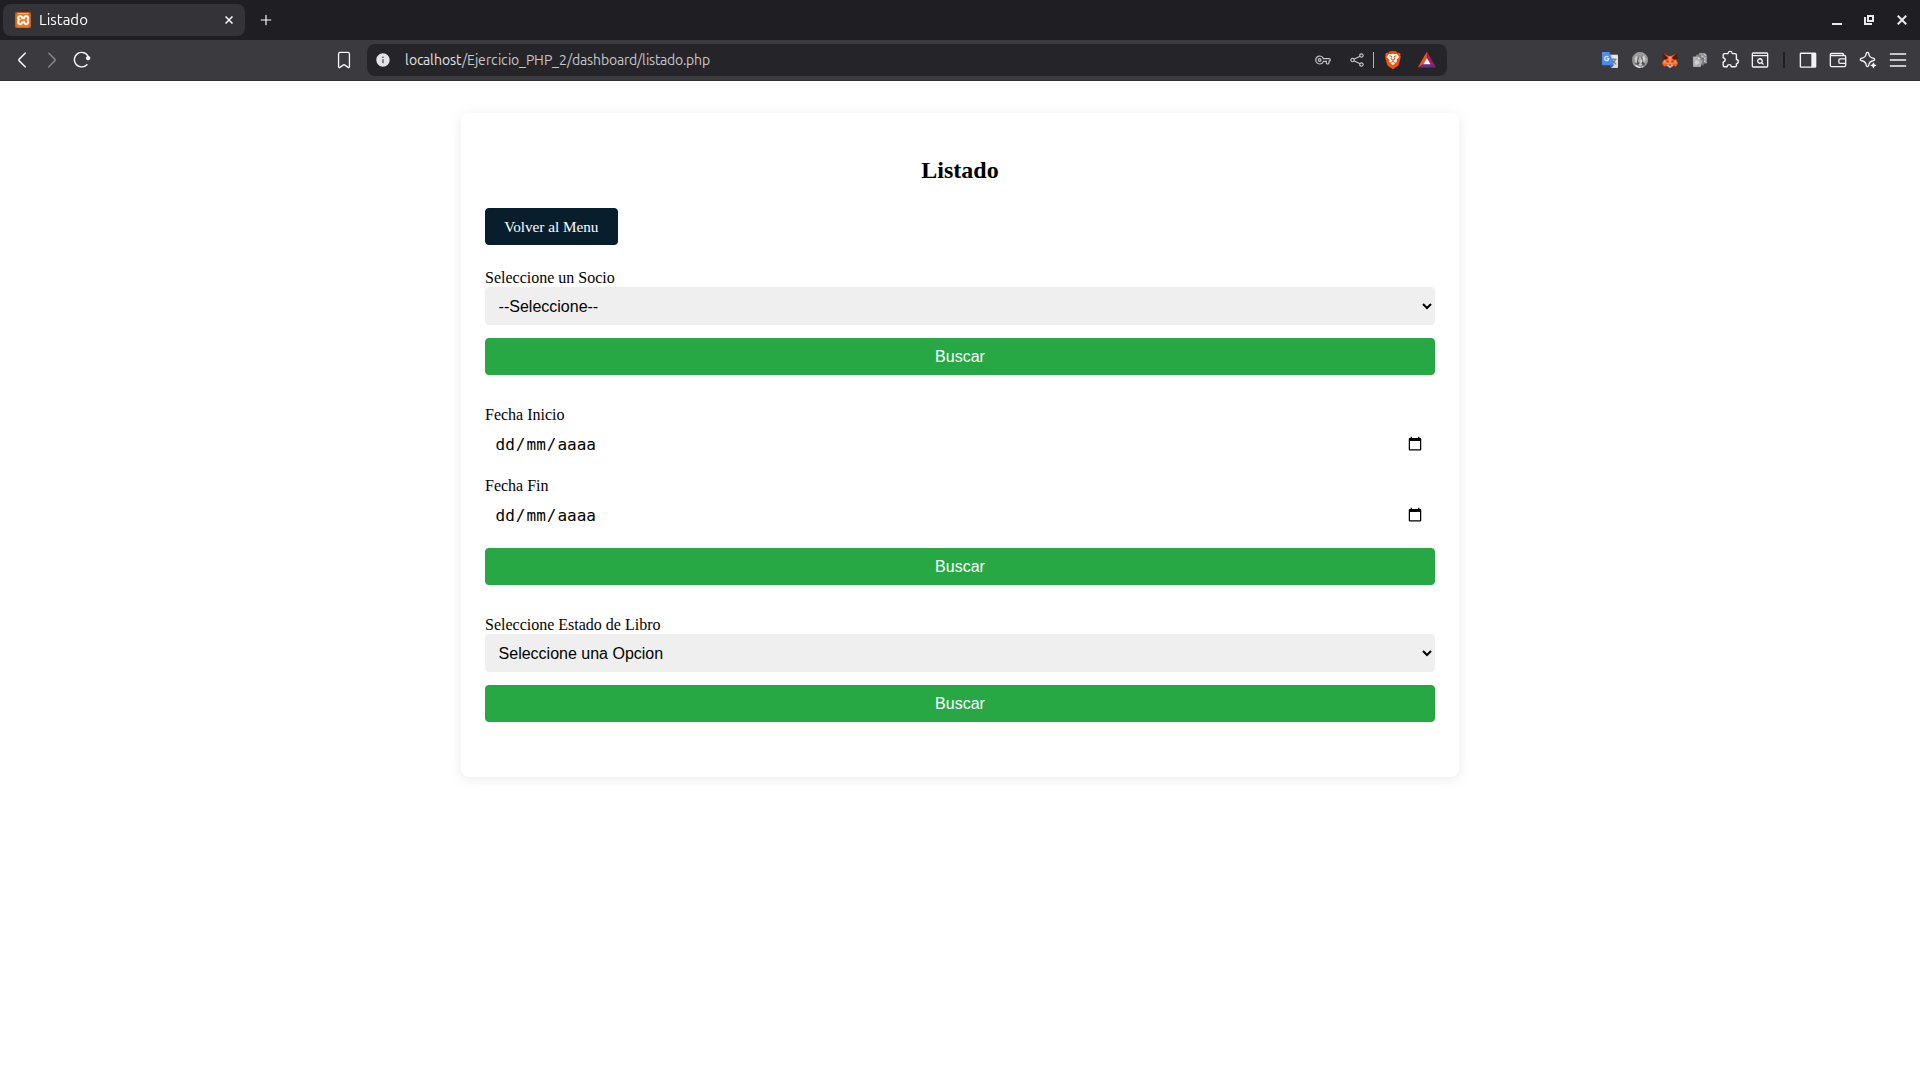 Listado
localhost/Ejercicio_PHP_2/dashboard/listado.php
Listado
Volver al Menu
Seleccione un Socio
--Seleccione--
Buscar
Fecha Inicio
dd/mm/aaaa
Fecha Fin
dd/mm/aaaa
Buscar
Seleccione Estado de Libro
Seleccione una Opcion
Buscar